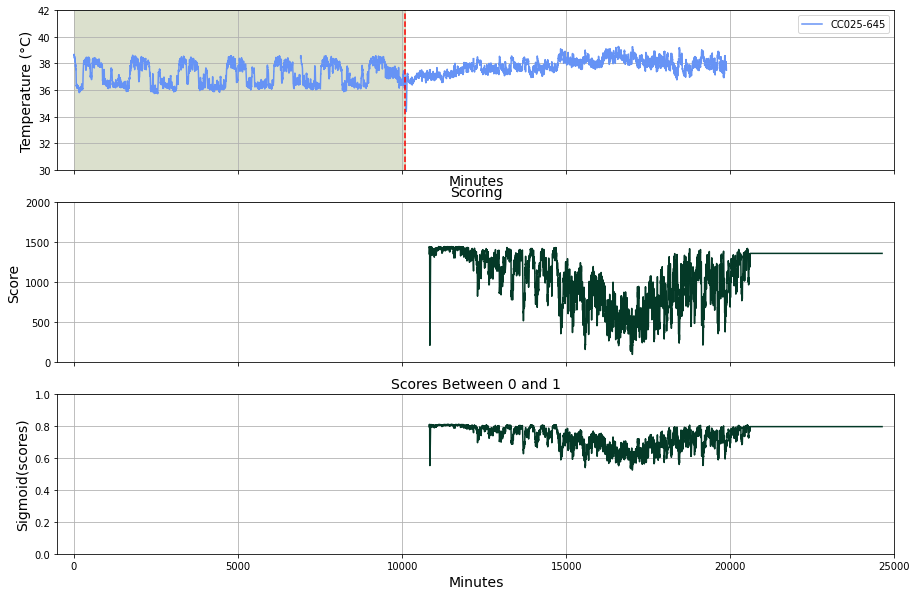 42
40
38
36
34
32
30
Temperature (°C)
CC025-645
Minutes
Scoring
2000
1500
1000
500
0
Score
Scores Between 0 and 1
1.0
0.8
0.6
0.4
0.2
0.0
Sigmoid(scores)
0 5000 10000 15000 20000 25000
Minutes